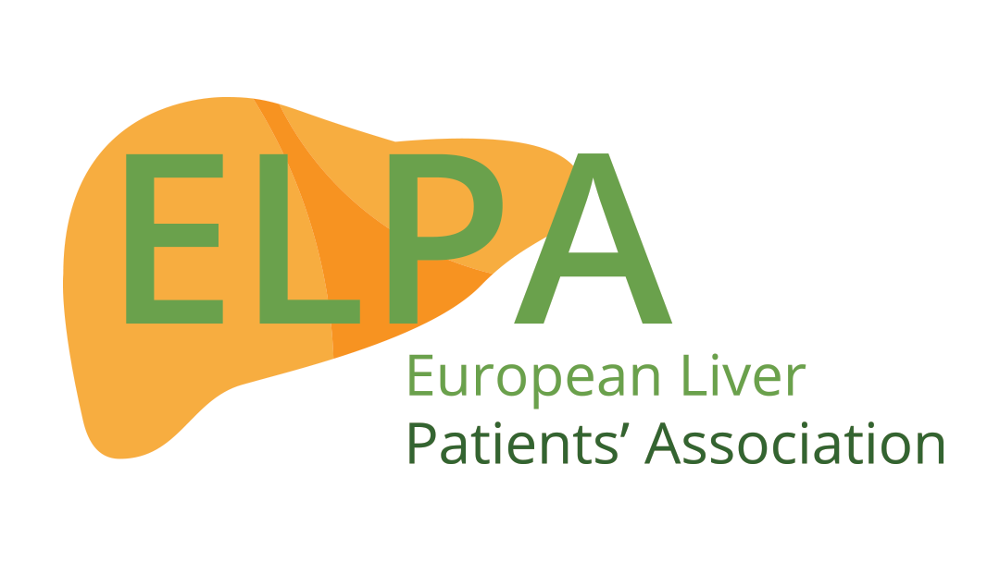 ELPA
European Liver
Patients’ Association